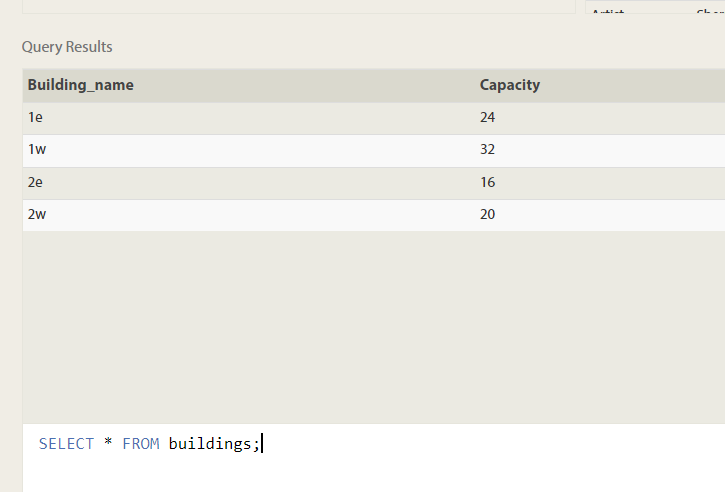 Query Results
Building_name Capacity
1e 24
1w 32
2e 16
2w 20
SELECT * FROM buildings;